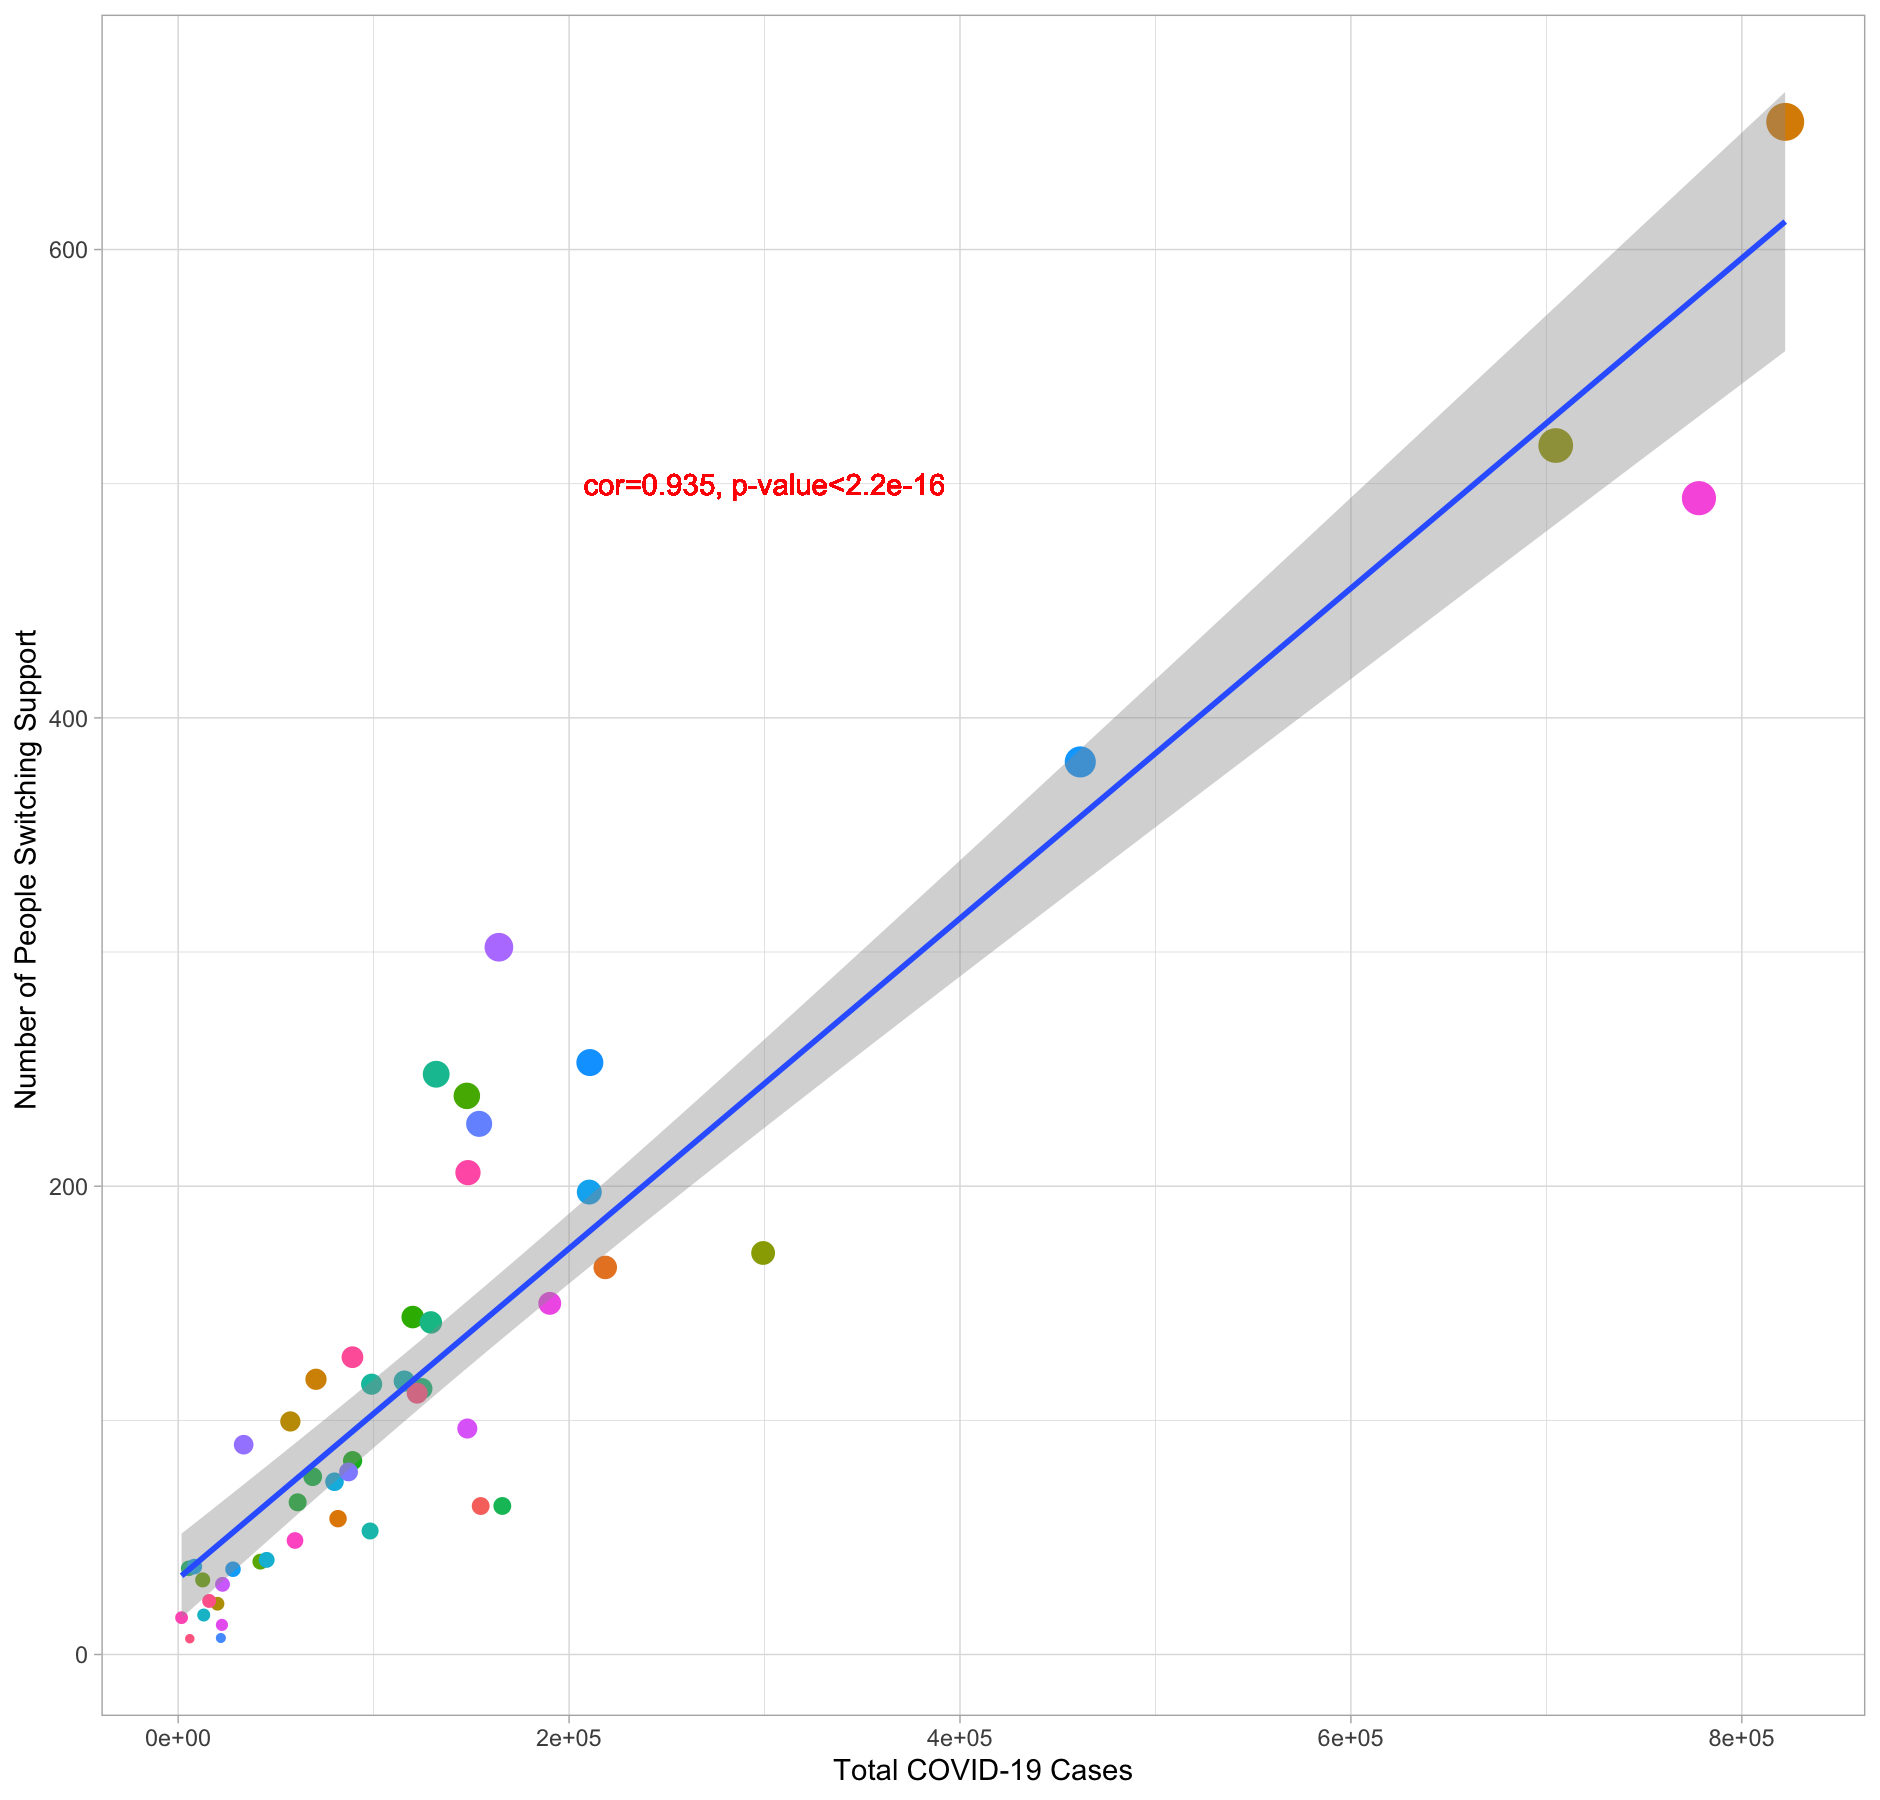 600
cor=0.935, p-value<2.2e-16
400
200
0
Number of People Switching Support
0e+00 2e+05 4e+05 6e+05 8e+05
Total COVID-19 Cases